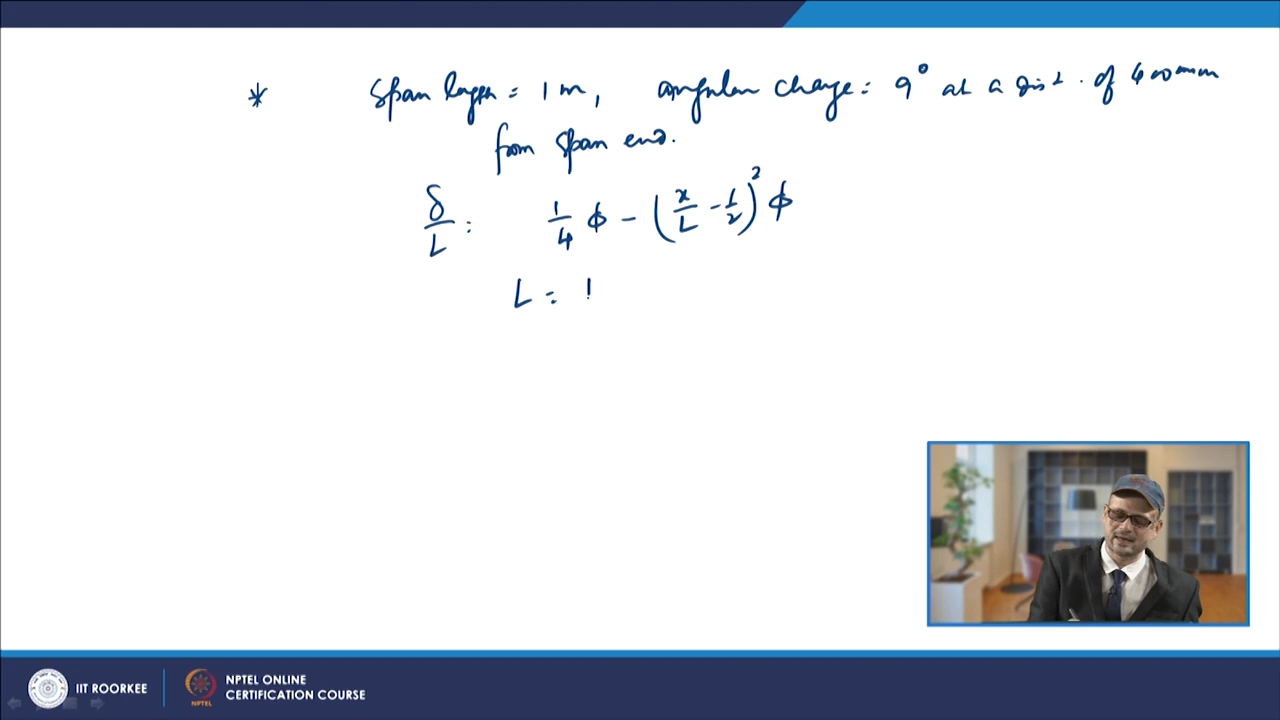 * span length = 1 m, angular change = 9° at a dist. of 400 mm
from span end.
δ/L = 1/4 ϕ - (x/L - 1/2)² ϕ
L = 1
IIT ROORKEE
NPTEL ONLINE
CERTIFICATION COURSE
NPTEL